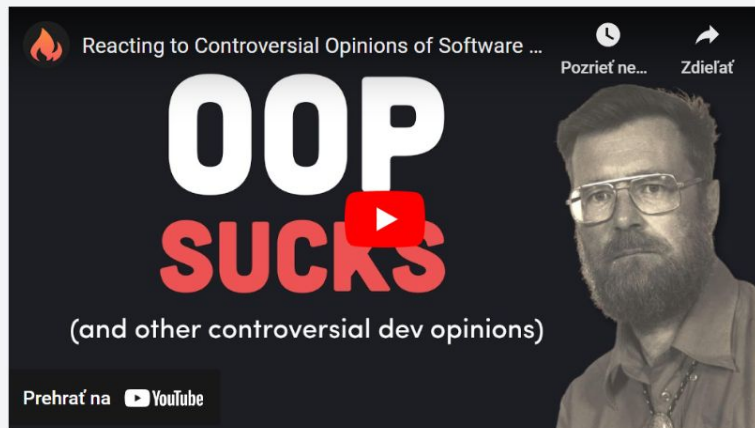 Reacting to Controversial Opinions of Software ...
Pozrieť ne...
Zdieľať
OOP
SUCKS
(and other controversial dev opinions)
Prehrať na YouTube